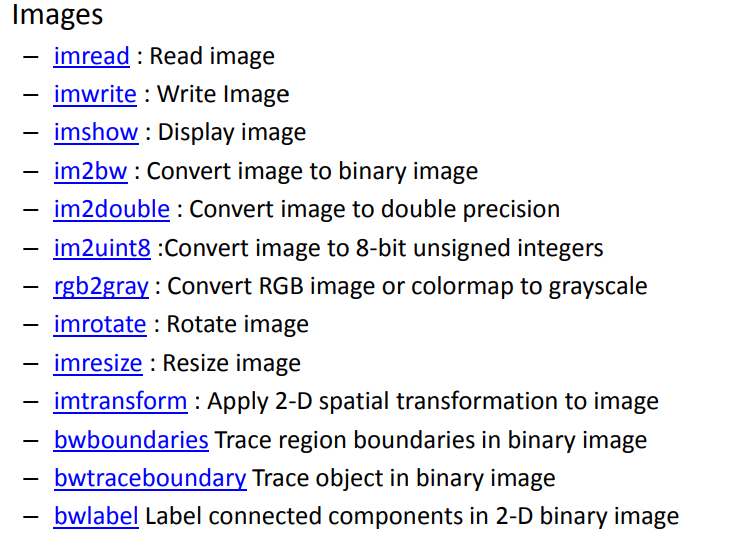 Images
– imread : Read image
– imwrite : Write Image
– imshow : Display image
– im2bw : Convert image to binary image
– im2double : Convert image to double precision
– im2uint8 :Convert image to 8-bit unsigned integers
– rgb2gray : Convert RGB image or colormap to grayscale
– imrotate : Rotate image
– imresize : Resize image
– imtransform : Apply 2-D spatial transformation to image
– bwboundaries Trace region boundaries in binary image
– bwtraceboundary Trace object in binary image
– bwlabel Label connected components in 2-D binary image